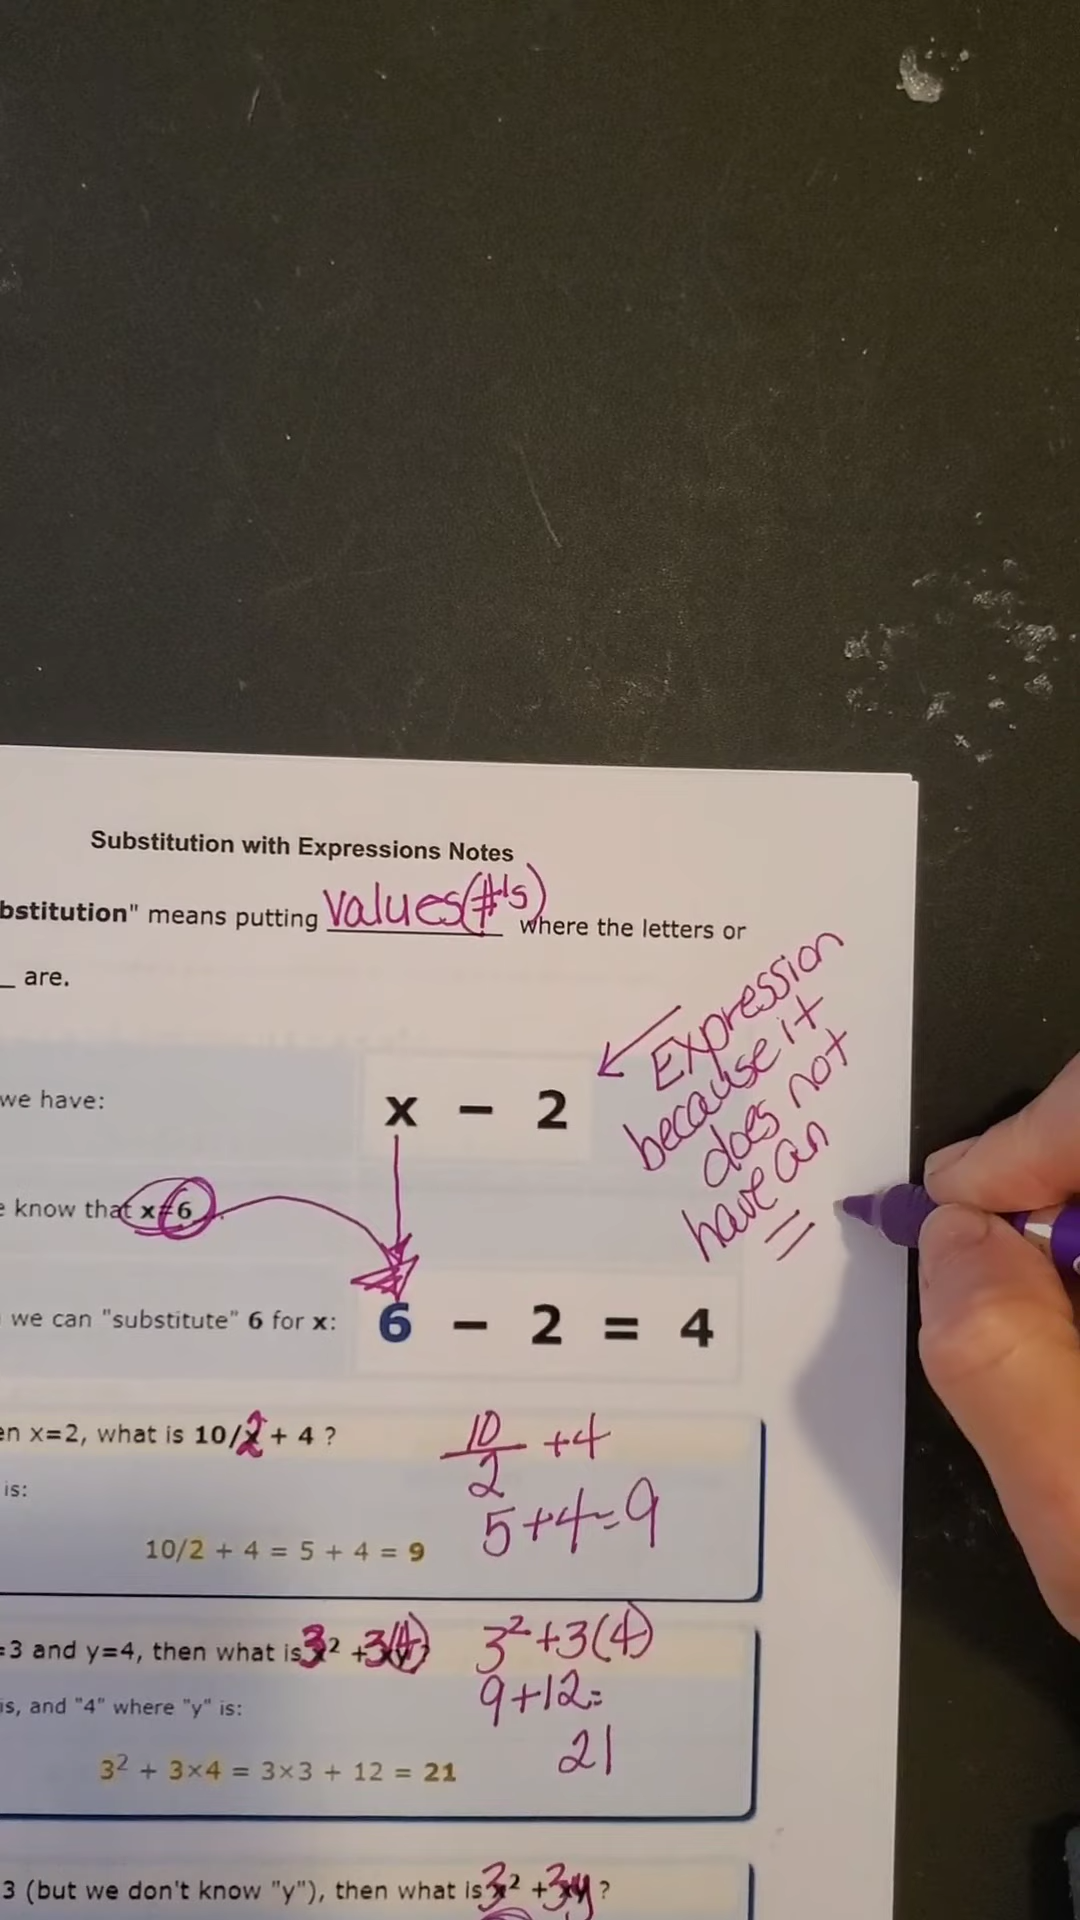 Substitution with Expressions Notes
bstitution" means putting values(#'s) where the letters or
are.
Expression
because it
does not
have an
=
we have:
x - 2
know that x=6
we can "substitute" 6 for x:
6 - 2 = 4
en x=2, what is 10/2 + 4 ?
10/2 + 4
is:
5+4=9
10/2 + 4 = 5 + 4 = 9
=3 and y=4, then what is 3² + 3(4) ?
3²+3(4)
is, and "4" where "y" is:
9+12=
21
3² + 3×4 = 3×3 + 12 = 21
3 (but we don't know "y"), then what is 3² + 3y ?